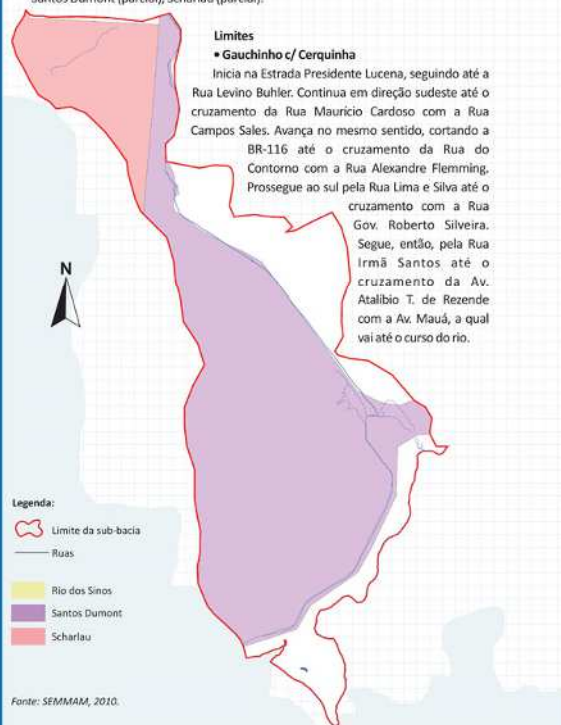 Santos Dumont (parcial), Scharlau (parcial).
Limites
• Gauchinho c/ Cerquinha
Inicia na Estrada Presidente Lucena, seguindo até a
Rua Levino Buhler. Continua em direção sudeste até o
cruzamento da Rua Maurício Cardoso com a Rua
Campos Sales. Avança no mesmo sentido, cortando a
BR-116 até o cruzamento da Rua do
Contorno com a Rua Alexandre Flemming.
Prossegue ao sul pela Rua Lima e Silva até o
cruzamento com a Rua
Gov. Roberto Silveira.
Segue, então, pela Rua
Irmã Santos até o
cruzamento da Av.
Atalíbio T. de Rezende
com a Av. Mauá, a qual
vai até o curso do rio.
N
Legenda:
Limite da sub-bacia
Ruas
Rio dos Sinos
Santos Dumont
Scharlau
Fonte: SEMMAM, 2010.